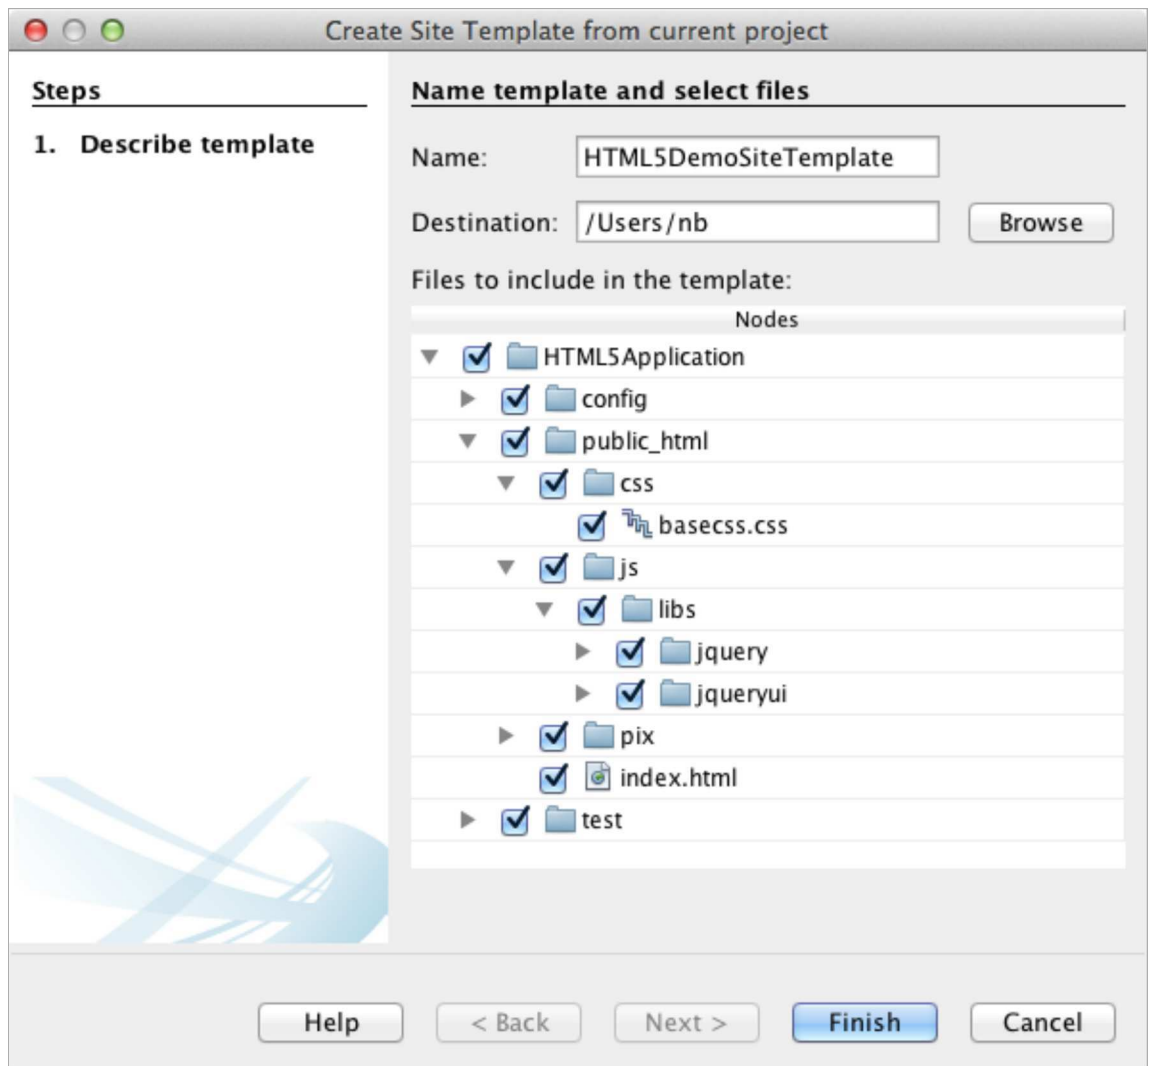 Create Site Template from current project
Steps
1. Describe template
Name template and select files
Name: HTML5DemoSiteTemplate
Destination: /Users/nb Browse
Files to include in the template:
Nodes
HTML5Application
config
public_html
css
basecss.css
js
libs
jquery
jqueryui
pix
index.html
test
Help < Back Next > Finish Cancel